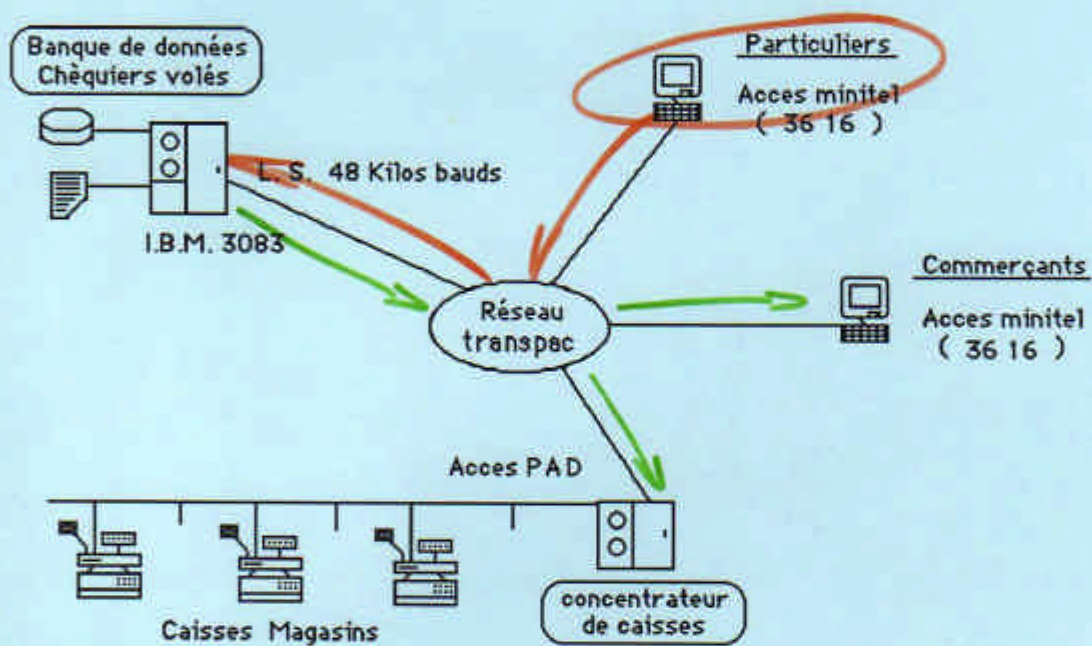 Banque de données
Chèquiers volés
Particuliers
Acces minitel
( 36 16 )
L. S. 48 Kilos bauds
I.B.M. 3083
Réseau
transpac
Commerçants
Acces minitel
( 36 16 )
Acces PAD
Caisses Magasins
concentrateur
de caisses